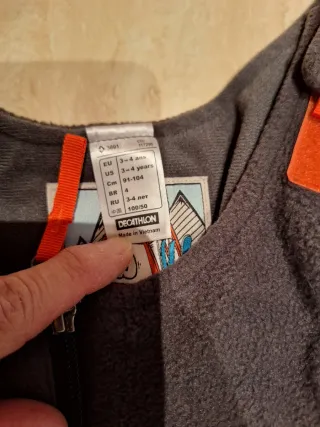 3001
EU 3-4 ans
US 3-4 years
Cm 91-104
BR 4
RU 3-4 лет
100/50
DECATHLON
Made in Vietnam